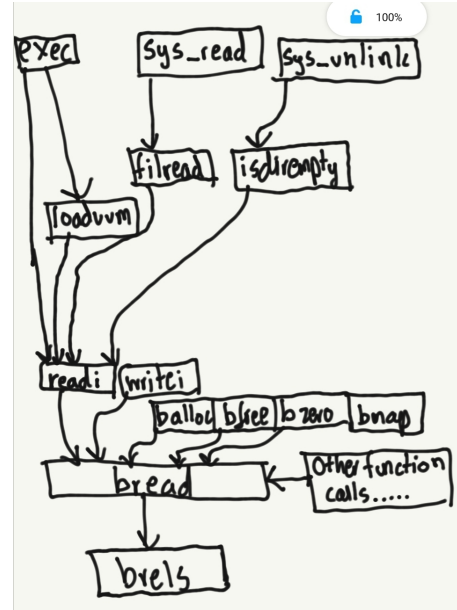 100%
exec
sys_read
sys_unlink
filread
isdirempty
loaduvm
readi
writei
balloc
bfree
bzero
bmap
Other function
calls.....
bread
brels